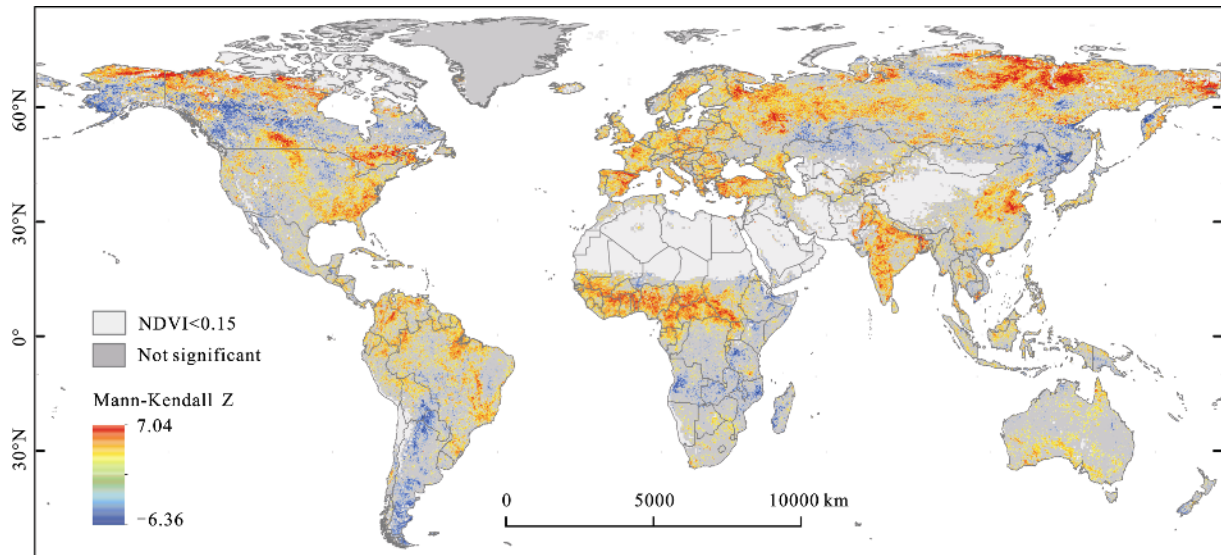 60°N
30°N
0°
30°N
NDVI<0.15
Not significant
Mann-Kendall Z
7.04
-6.36
0 5000 10000 km